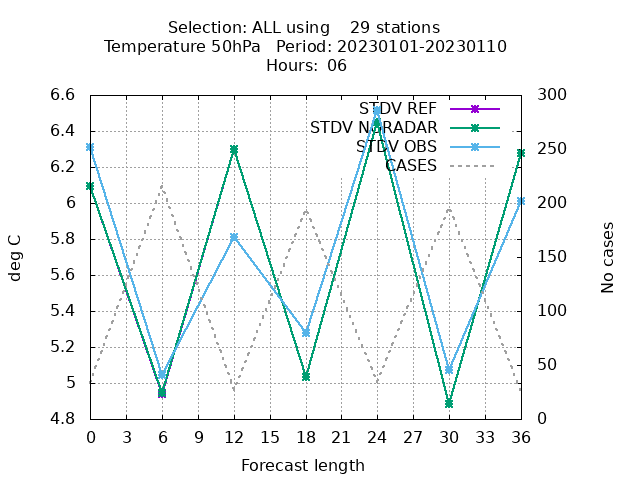 Selection: ALL using 29 stations
Temperature 50hPa Period: 20230101-20230110
Hours: 06
STDV REF
STDV NORADAR
STDV OBS
CASES
deg C
6.6
6.4
6.2
6
5.8
5.6
5.4
5.2
5
4.8
300
250
200
150
100
50
0
No cases
0 3 6 9 12 15 18 21 24 27 30 33 36
Forecast length